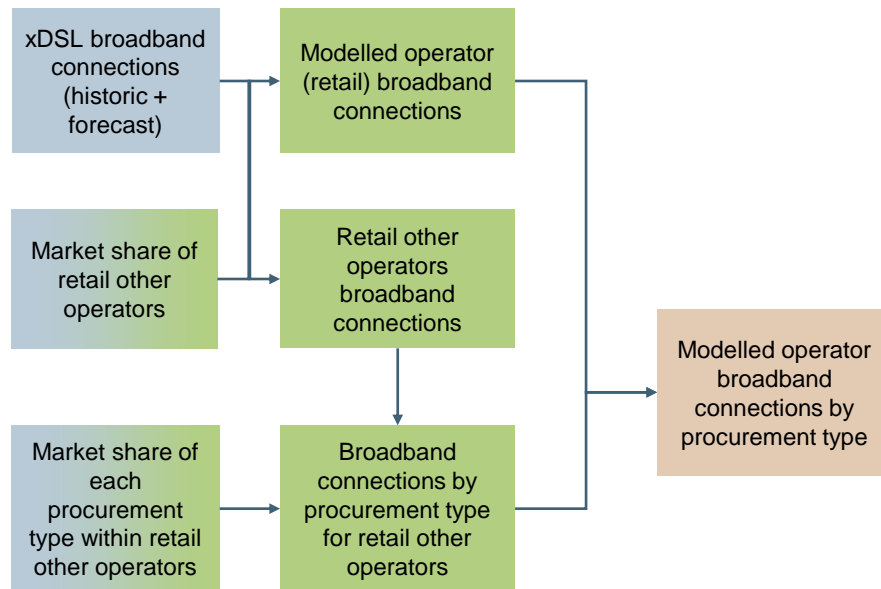 xDSL broadband
connections
(historic +
forecast)
Modelled operator
(retail) broadband
connections
Market share of
retail other
operators
Retail other
operators
broadband
connections
Modelled operator
broadband
connections by
procurement type
Market share of
each
procurement
type within retail
other operators
Broadband
connections by
procurement type
for retail other
operators